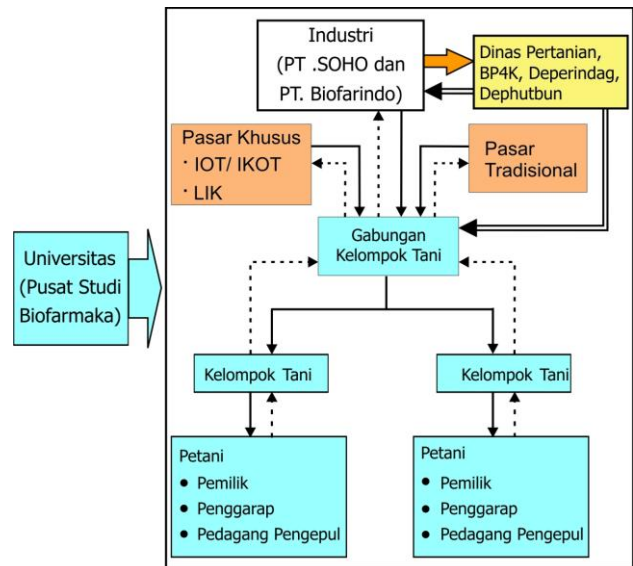 Industri
(PT .SOHO dan
PT. Biofarindo)
Dinas Pertanian,
BP4K, Deperindag,
Dephutbun
Pasar Khusus
· IOT/ IKOT
· LIK
Pasar
Tradisional
Gabungan
Kelompok Tani
Universitas
(Pusat Studi
Biofarmaka)
Kelompok Tani
Kelompok Tani
Petani
● Pemilik
● Penggarap
● Pedagang Pengepul
Petani
● Pemilik
● Penggarap
● Pedagang Pengepul